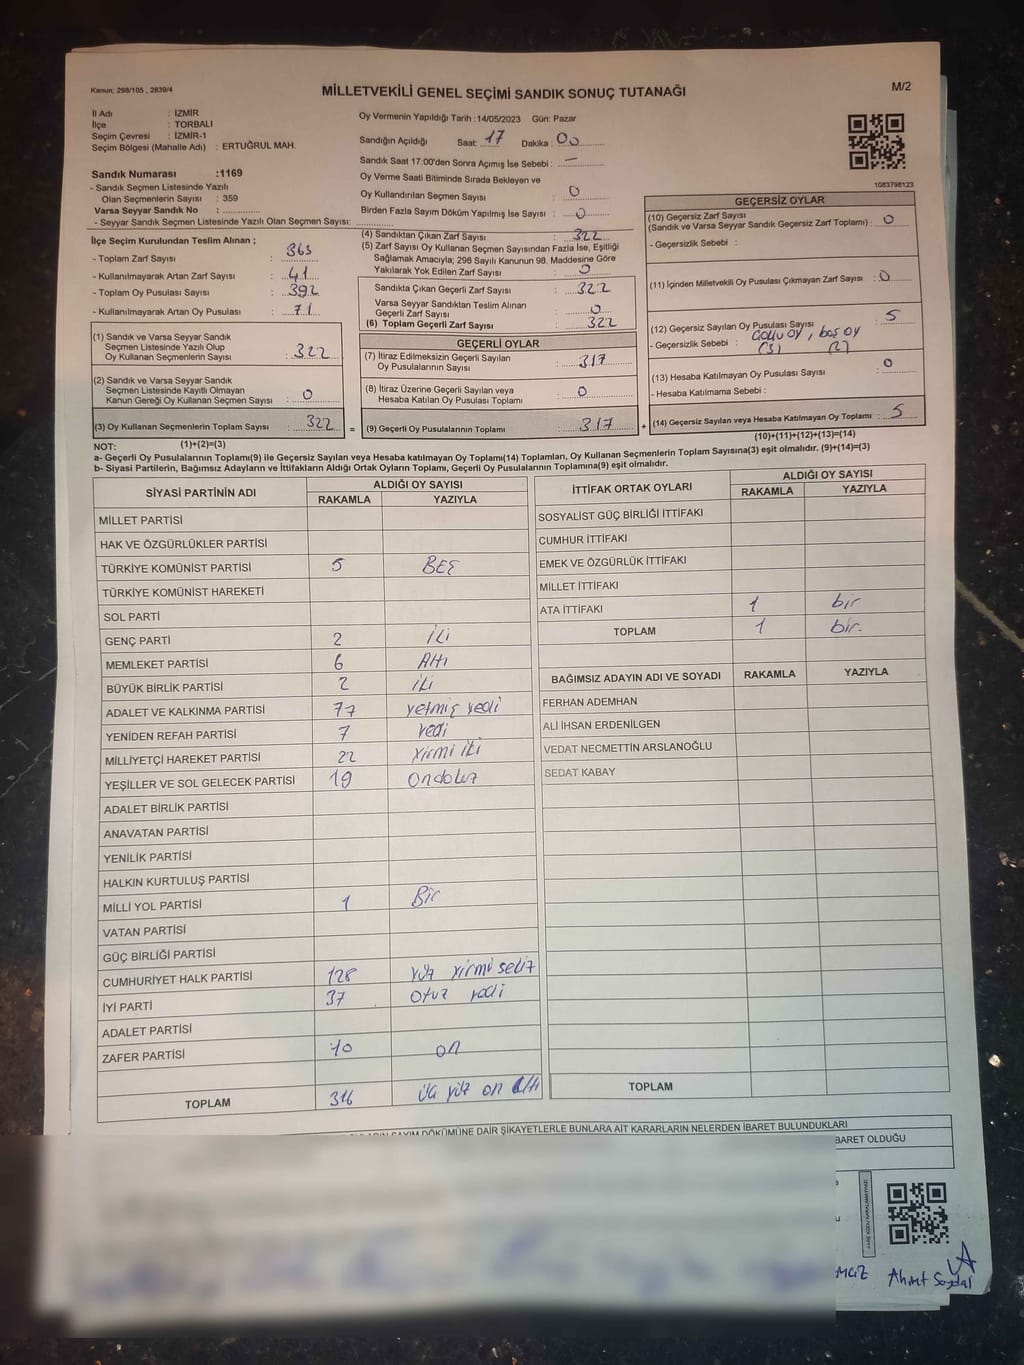 Kanun, 298/105 , 2839/4
MİLLETVEKİLİ GENEL SEÇİMİ SANDIK SONUÇ TUTANAĞI
M/2
İl Adı : İZMİR
İlçe : TORBALI
Seçim Çevresi : İZMİR-1
Seçim Bölgesi (Mahalle Adı) : ERTUĞRUL MAH.
Sandık Numarası :1169
- Sandık Seçmen Listesinde Yazılı
Olan Seçmenlerin Sayısı : 359
Varsa Seyyar Sandık No :
- Seyyar Sandık Seçmen Listesinde Yazılı Olan Seçmen Sayısı:
İlçe Seçim Kurulundan Teslim Alınan ;
- Toplam Zarf Sayısı : 363
- Kullanılmayarak Artan Zarf Sayısı : 41
- Toplam Oy Pusulası Sayısı : 392
- Kullanılmayarak Artan Oy Pusulası : 71
(1) Sandık ve Varsa Seyyar Sandık
Seçmen Listesinde Yazılı Olup
Oy Kullanan Seçmenlerin Sayısı : 322
(2) Sandık ve Varsa Seyyar Sandık
Seçmen Listesinde Kayıtlı Olmayan
Kanun Gereği Oy Kullanan Seçmen Sayısı : 0
(3) Oy Kullanan Seçmenlerin Toplam Sayısı : 322
Oy Vermenin Yapıldığı Tarih :14/05/2023 Gün: Pazar
Sandığın Açıldığı Saat: 17 Dakika : 00
Sandık Saat 17:00'den Sonra Açımış İse Sebebi : —
Oy Verme Saati Bitiminde Sırada Bekleyen ve
Oy Kullandırılan Seçmen Sayısı : 0
Birden Fazla Sayım Döküm Yapılmış İse Sayısı : 0
(4) Sandıktan Çıkan Zarf Sayısı : 322
(5) Zarf Sayısı Oy Kullanan Seçmen Sayısından Fazla İse, Eşitliği
Sağlamak Amacıyla; 298 Sayılı Kanunun 98. Maddesine Göre
Yakılarak Yok Edilen Zarf Sayısı : 0
Sandıkta Çıkan Geçerli Zarf Sayısı : 322
Varsa Seyyar Sandıktan Teslim Alınan
Geçerli Zarf Sayısı : 0
(6) Toplam Geçerli Zarf Sayısı : 322
GEÇERLİ OYLAR
(7) İtiraz Edilmeksizin Geçerli Sayılan
Oy Pusulalarının Sayısı : 317
(8) İtiraz Üzerine Geçerli Sayılan veya
Hesaba Katılan Oy Pusulası Toplamı : 0
= (9) Geçerli Oy Pusulalarının Toplamı : 317 +
1083798123
GEÇERSİZ OYLAR
(10) Geçersiz Zarf Sayısı
(Sandık ve Varsa Seyyar Sandık Geçersiz Zarf Toplamı) : 0
- Geçersizlik Sebebi :
(11) İçinden Milletvekili Oy Pusulası Çıkmayan Zarf Sayısı : 0
(12) Geçersiz Sayılan Oy Pusulası Sayısı : 5
- Geçersizlik Sebebi : oy , boş oy
(3) (2)
(13) Hesaba Katılmayan Oy Pusulası Sayısı : 0
- Hesaba Katılmama Sebebi :
(14) Geçersiz Sayılan veya Hesaba Katılmayan Oy Toplamı : 5
NOT: (1)+(2)=(3)
(10)+(11)+(12)+(13)=(14)
a- Geçerli Oy Pusulalarının Toplamı(9) ile Geçersiz Sayılan veya Hesaba katılmayan Oy Toplamı(14) Toplamları, Oy Kullanan Seçmenlerin Toplam Sayısına(3) eşit olmalıdır. (9)+(14)=(3)
b- Siyasi Partilerin, Bağımsız Adayların ve İttifakların Aldığı Ortak Oyların Toplamı, Geçerli Oy Pusulalarının Toplamına(9) eşit olmalıdır.
SİYASİ PARTİNİN ADI ALDIĞI OY SAYISI
RAKAMLA YAZIYLA
MİLLET PARTİSİ
HAK VE ÖZGÜRLÜKLER PARTİSİ
TÜRKİYE KOMÜNİST PARTİSİ 5 BEŞ
TÜRKİYE KOMÜNİST HAREKETİ
SOL PARTİ
GENÇ PARTİ 2 iki
MEMLEKET PARTİSİ 6 Altı
BÜYÜK BİRLİK PARTİSİ 2 iki
ADALET VE KALKINMA PARTİSİ 77 yetmiş yedi
YENİDEN REFAH PARTİSİ 7 yedi
MİLLİYETÇİ HAREKET PARTİSİ 22 yirmi iki
YEŞİLLER VE SOL GELECEK PARTİSİ 19 Ondokuz
ADALET BİRLİK PARTİSİ
ANAVATAN PARTİSİ
YENİLİK PARTİSİ
HALKIN KURTULUŞ PARTİSİ
MİLLİ YOL PARTİSİ 1 Bir
VATAN PARTİSİ
GÜÇ BİRLİĞİ PARTİSİ
CUMHURİYET HALK PARTİSİ 128 yüz yirmi sekiz
İYİ PARTİ 37 otuz yedi
ADALET PARTİSİ
ZAFER PARTİSİ 10 on
TOPLAM 316 üç yüz on altı
İTTİFAK ORTAK OYLARI ALDIĞI OY SAYISI
RAKAMLA YAZIYLA
SOSYALİST GÜÇ BİRLİĞİ İTTİFAKI
CUMHUR İTTİFAKI
EMEK VE ÖZGÜRLÜK İTTİFAKI
MİLLET İTTİFAKI
ATA İTTİFAKI 1 bir
TOPLAM 1 bir.
BAĞIMSIZ ADAYIN ADI VE SOYADI RAKAMLA YAZIYLA
FERHAN ADEMHAN
ALİ İHSAN ERDENİLGEN
VEDAT NECMETTİN ARSLANOĞLU
SEDAT KABAY
TOPLAM
SAYIM DÖKÜMÜNE DAİR ŞİKAYETLERLE BUNLARA AİT KARARLARIN NELERDEN İBARET BULUNDUKLARI
BARET OLDUĞU
Ahmet